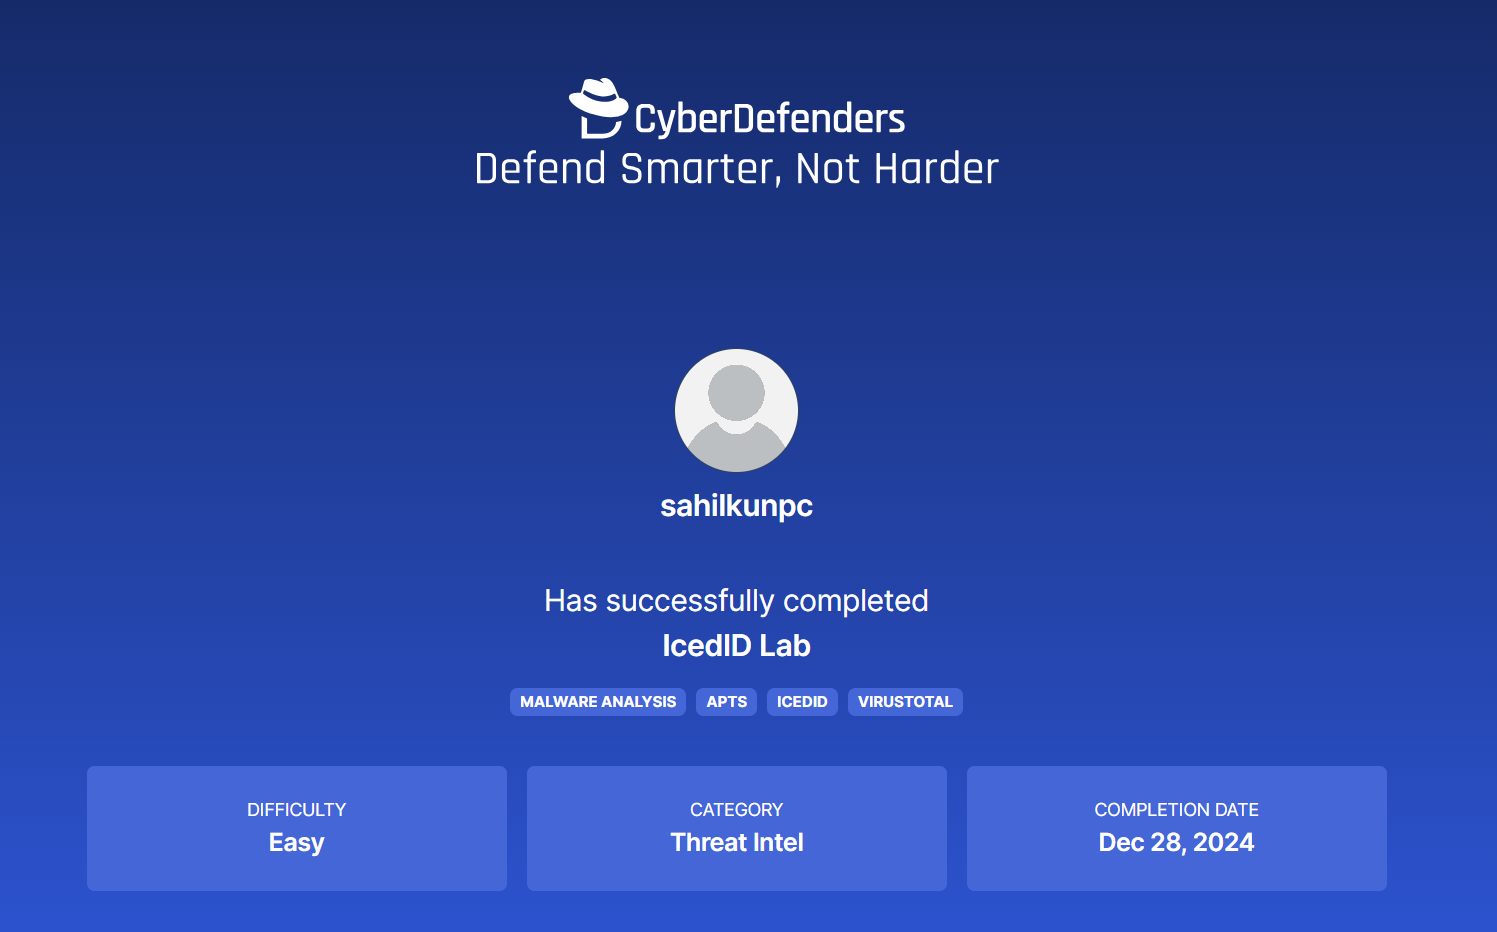 CyberDefenders
Defend Smarter, Not Harder
sahilkunpc
Has successfully completed
IcedID Lab
MALWARE ANALYSIS APTS ICEDID VIRUSTOTAL
DIFFICULTY
Easy
CATEGORY
Threat Intel
COMPLETION DATE
Dec 28, 2024